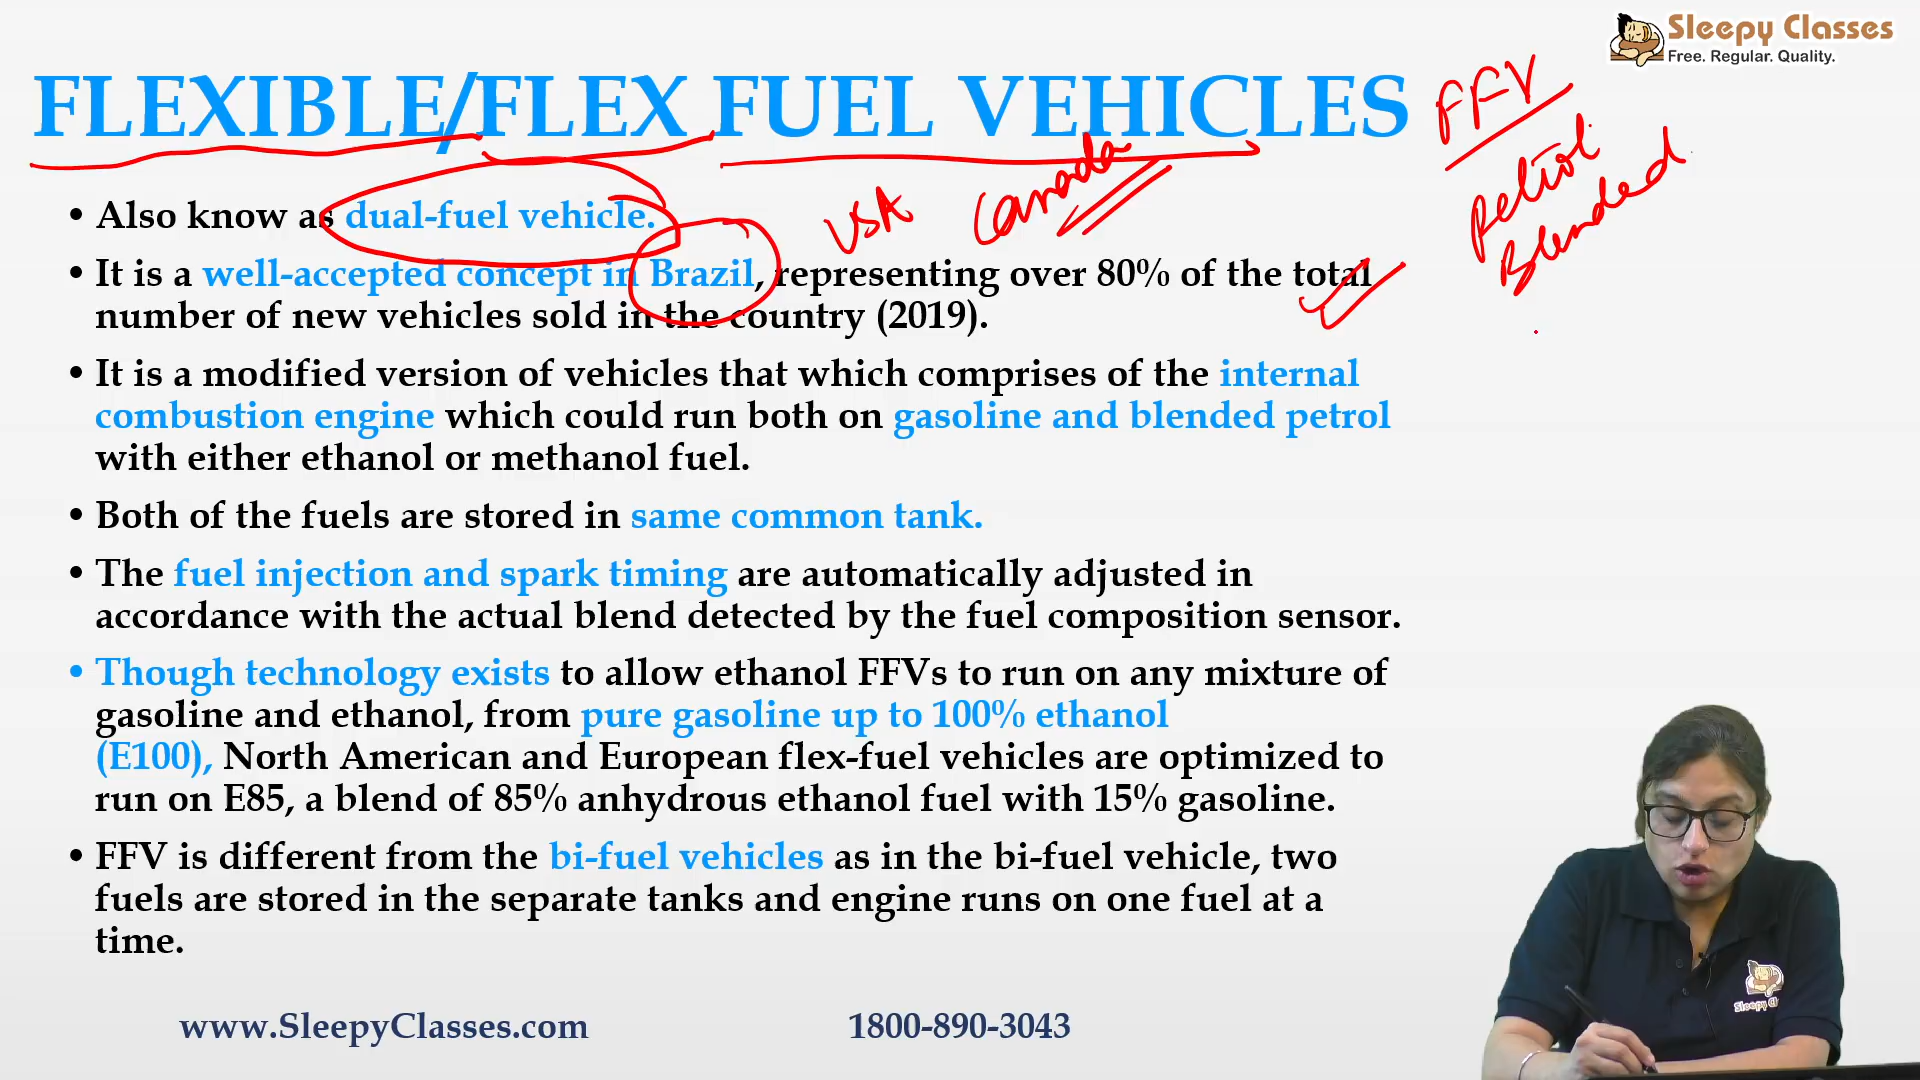 Sleepy Classes
Free. Regular. Quality.
FLEXIBLE/FLEX FUEL VEHICLES
FFV
Petrol
Blended
USA Canada
• Also know as dual-fuel vehicle.
• It is a well-accepted concept in Brazil, representing over 80% of the total
number of new vehicles sold in the country (2019).
• It is a modified version of vehicles that which comprises of the internal
combustion engine which could run both on gasoline and blended petrol
with either ethanol or methanol fuel.
• Both of the fuels are stored in same common tank.
• The fuel injection and spark timing are automatically adjusted in
accordance with the actual blend detected by the fuel composition sensor.
• Though technology exists to allow ethanol FFVs to run on any mixture of
gasoline and ethanol, from pure gasoline up to 100% ethanol
(E100), North American and European flex-fuel vehicles are optimized to
run on E85, a blend of 85% anhydrous ethanol fuel with 15% gasoline.
• FFV is different from the bi-fuel vehicles as in the bi-fuel vehicle, two
fuels are stored in the separate tanks and engine runs on one fuel at a
time.
www.SleepyClasses.com 1800-890-3043